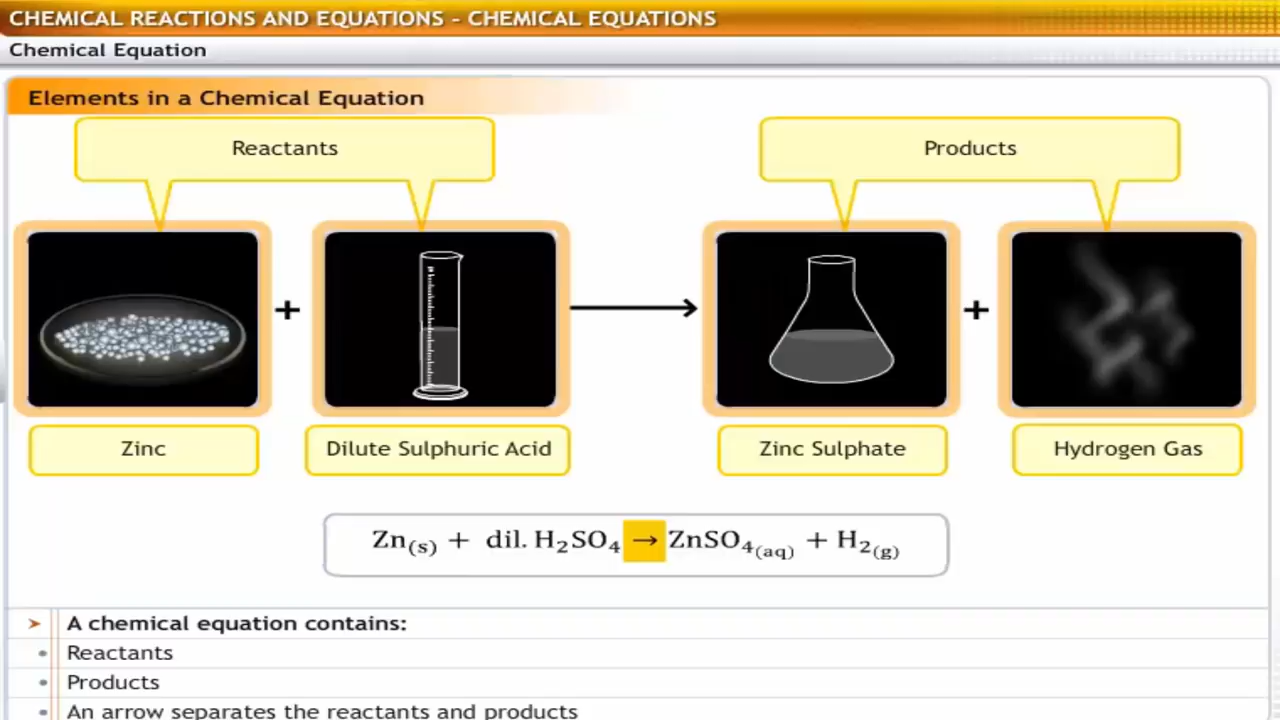 CHEMICAL REACTIONS AND EQUATIONS - CHEMICAL EQUATIONS
Chemical Equation
Elements in a Chemical Equation
Reactants
Products
Zinc
Dilute Sulphuric Acid
Zinc Sulphate
Hydrogen Gas
Zn(s) + dil. H₂SO₄ → ZnSO₄(aq) + H₂(g)
A chemical equation contains:
Reactants
Products
An arrow separates the reactants and products